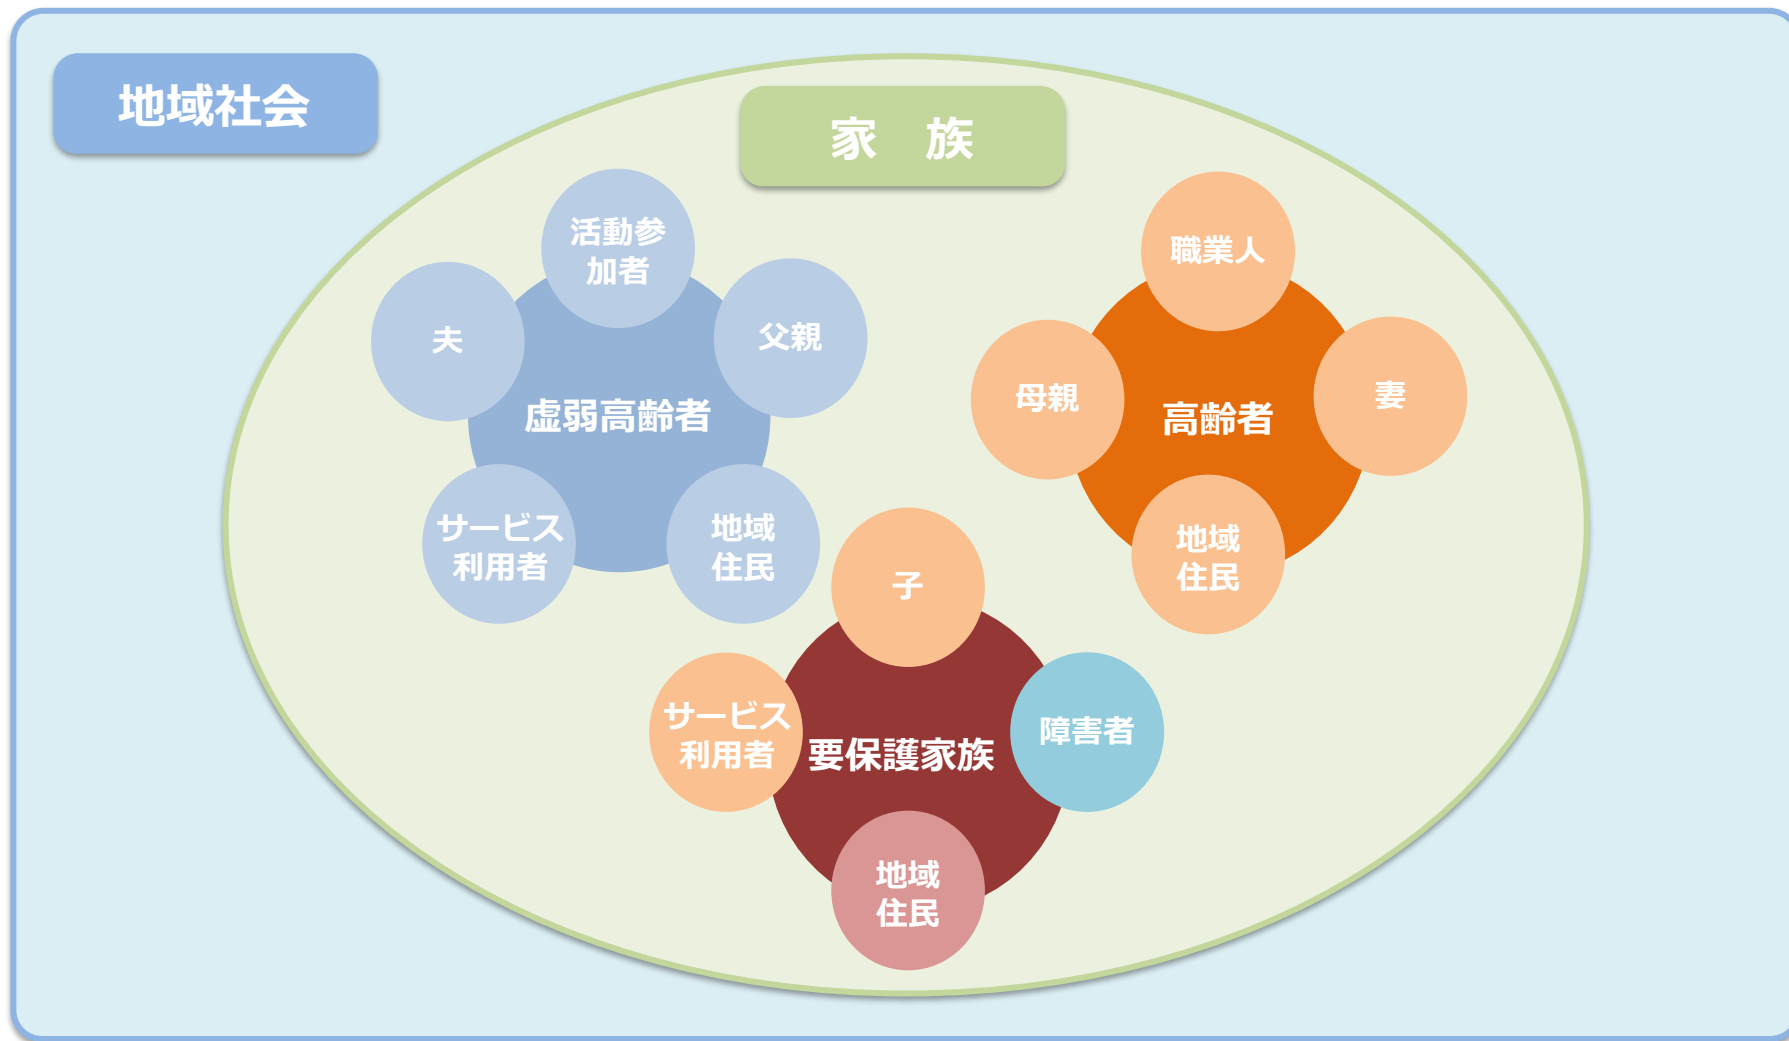 地域社会
家　族
活動参
加者
夫
父親
虚弱高齢者
サービス
利用者
地域
住民
職業人
母親
妻
高齢者
地域
住民
子
サービス
利用者
障害者
要保護家族
地域
住民